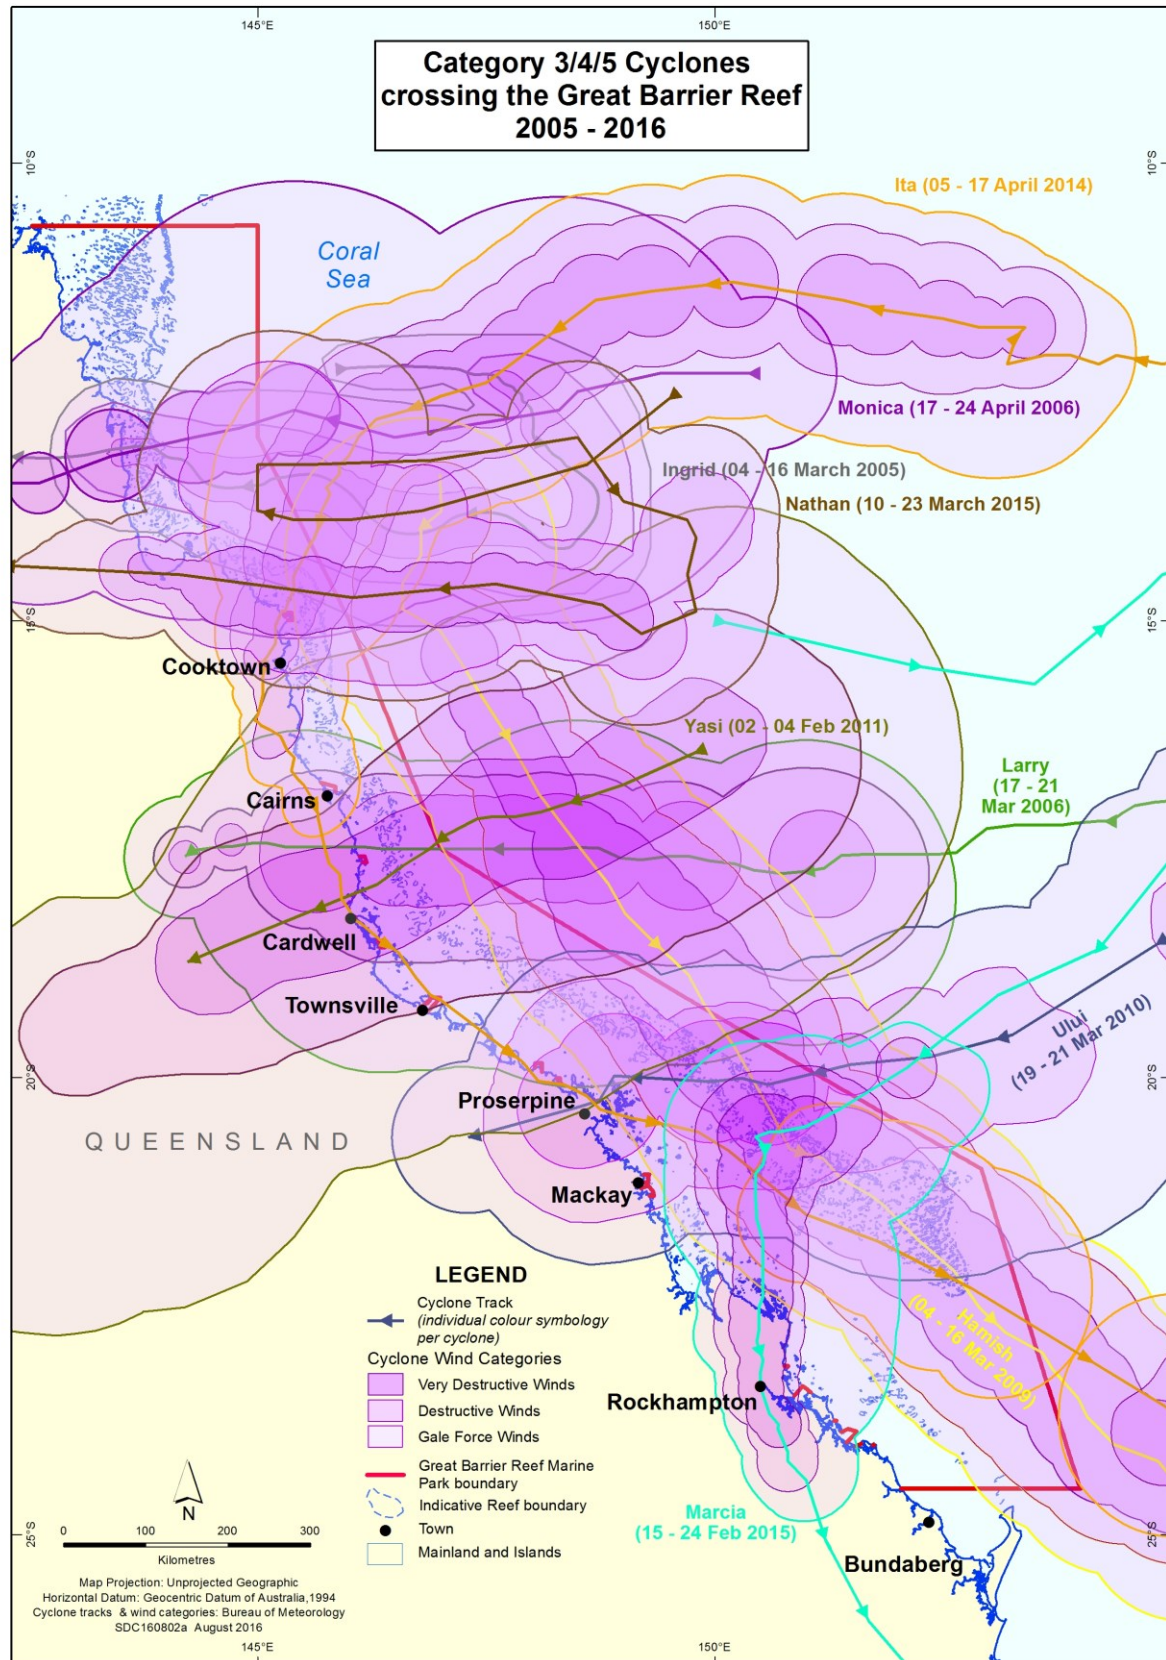 145°E
150°E
Category 3/4/5 Cyclones
crossing the Great Barrier Reef
2005 - 2016
10°S
10°S
Ita (05 - 17 April 2014)
Coral
Sea
Monica (17 - 24 April 2006)
Ingrid (04 - 16 March 2005)
Nathan (10 - 23 March 2015)
15°S
15°S
Cooktown
Yasi (02 - 04 Feb 2011)
Larry
(17 - 21
Mar 2006)
Cairns
Cardwell
Townsville
Ului
(19 - 21 Mar 2010)
20°S
20°S
Proserpine
QUEENSLAND
Mackay
Hamish
(04 - 16 Mar 2009)
LEGEND
Cyclone Track
(individual colour symbology
per cyclone)
Cyclone Wind Categories
Very Destructive Winds
Destructive Winds
Gale Force Winds
Great Barrier Reef Marine
Park boundary
Indicative Reef boundary
Town
Mainland and Islands
Rockhampton
Marcia
(15 - 24 Feb 2015)
Bundaberg
25°S
25°S
N
0 100 200 300
Kilometres
Map Projection: Unprojected Geographic
Horizontal Datum: Geocentric Datum of Australia,1994
Cyclone tracks & wind categories: Bureau of Meteorology
SDC160802a August 2016
145°E
150°E